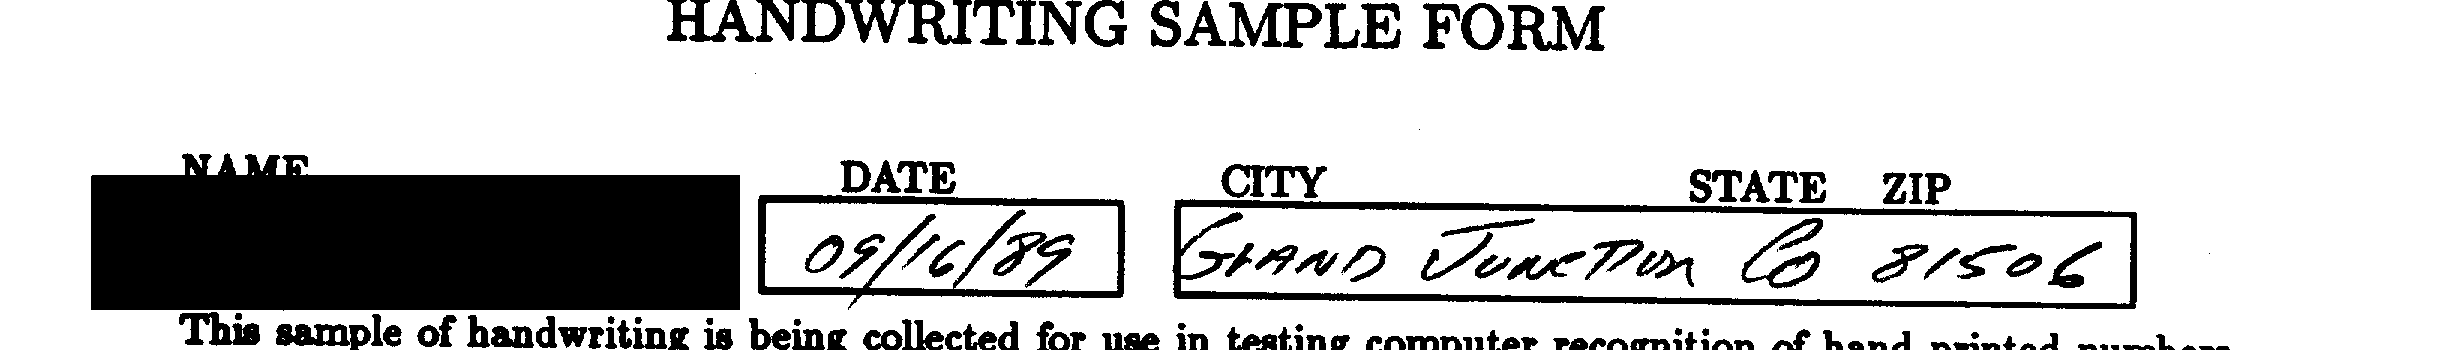 HANDWRITING SAMPLE FORM
NAME DATE CITY STATE ZIP
09/16/89 GRAND JUNCTION CO 81506
This sample of handwriting is being collected for use in testing computer recognition of hand printed numbers